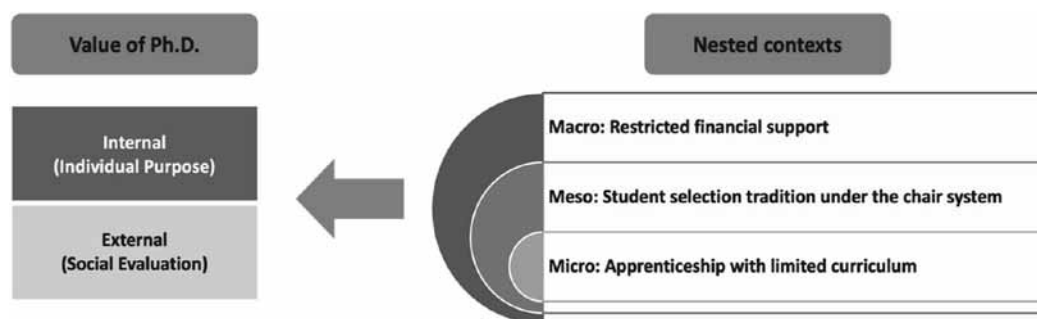 Value of Ph.D.
Nested contexts
Internal
(Individual Purpose)
External
(Social Evaluation)
Macro: Restricted financial support
Meso: Student selection tradition under the chair system
Micro: Apprenticeship with limited curriculum